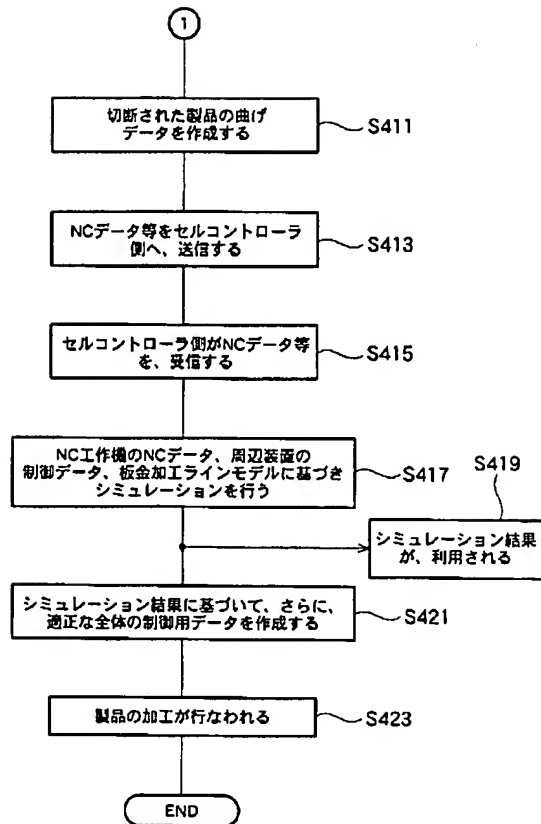 1
切断された製品の曲げ
データを作成する
S411
NCデータ等をセルコントローラ
側へ、送信する
S413
セルコントローラ側がNCデータ等
を、受信する
S415
NC工作機のNCデータ、周辺装置の
制御データ、板金加工ラインモデルに基づき
シミュレーションを行う
S417
S419
シミュレーション結果
が、利用される
シミュレーション結果に基づいて、さらに、
適正な全体の制御用データを作成する
S421
製品の加工が行なわれる
S423
END